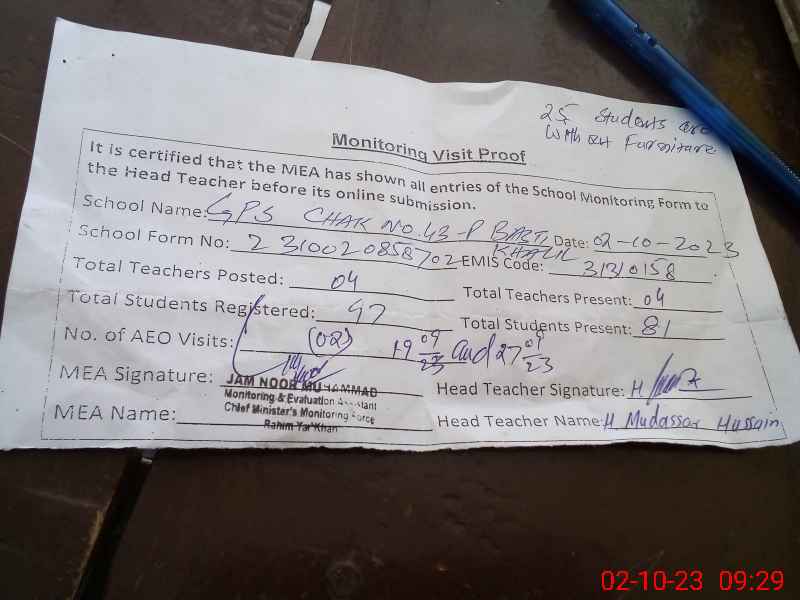 25 Students are
without Furniture
Monitoring Visit Proof
It is certified that the MEA has shown all entries of the School Monitoring Form to
the Head Teacher before its online submission.
School Name: GPS CHAK NO.43-P BASTI KHALIL Date: 02-10-2023
School Form No: 2310020858702 EMIS Code: 31310158
Total Teachers Posted: 04 Total Teachers Present: 04
Total Students Registered: 97 Total Students Present: 81
No. of AEO Visits: (02) 19 09/23 and 27 09/23
MEA Signature: Head Teacher Signature: H
JAM NOOR MUHAMMAD
Monitoring & Evaluation Assistant
Chief Minister's Monitoring Force
Rahim Yar Khan
MEA Name: Head Teacher Name: H Mudassar Hussain
02-10-23 09:29